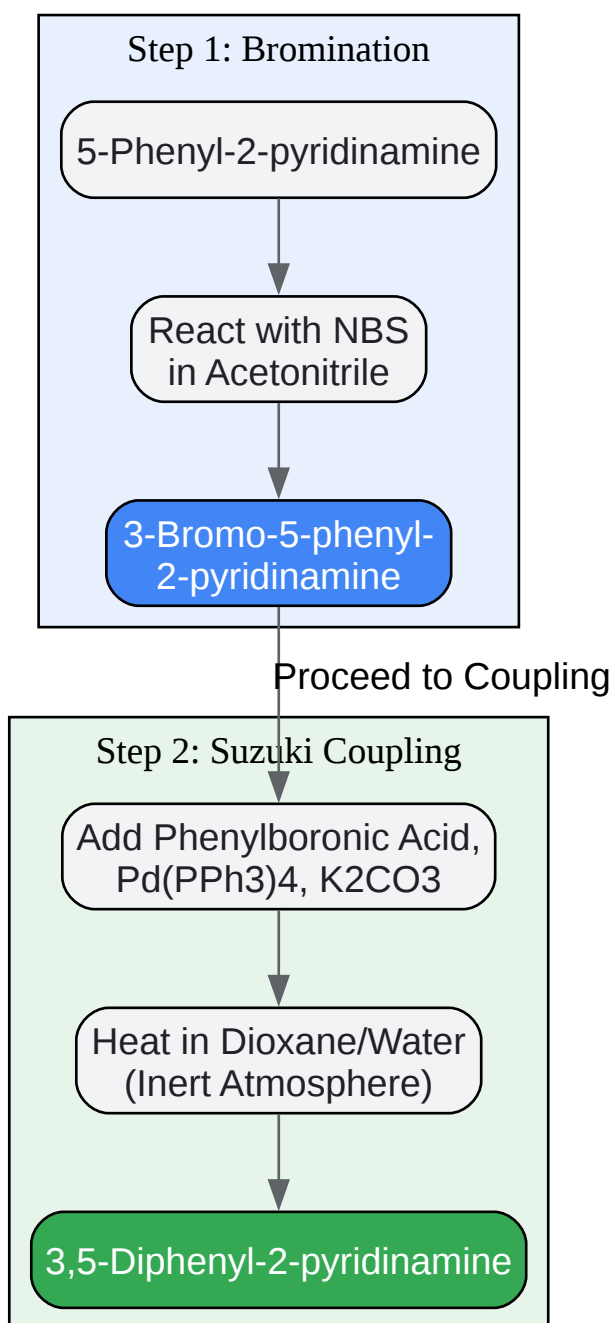 Step 1: Bromination
5-Phenyl-2-pyridinamine
React with NBS
in Acetonitrile
3-Bromo-5-phenyl-
2-pyridinamine
Proceed to Coupling
Step 2: Suzuki Coupling
Add Phenylboronic Acid,
Pd(PPh3)4, K2CO3
Heat in Dioxane/Water
(Inert Atmosphere)
3,5-Diphenyl-2-pyridinamine